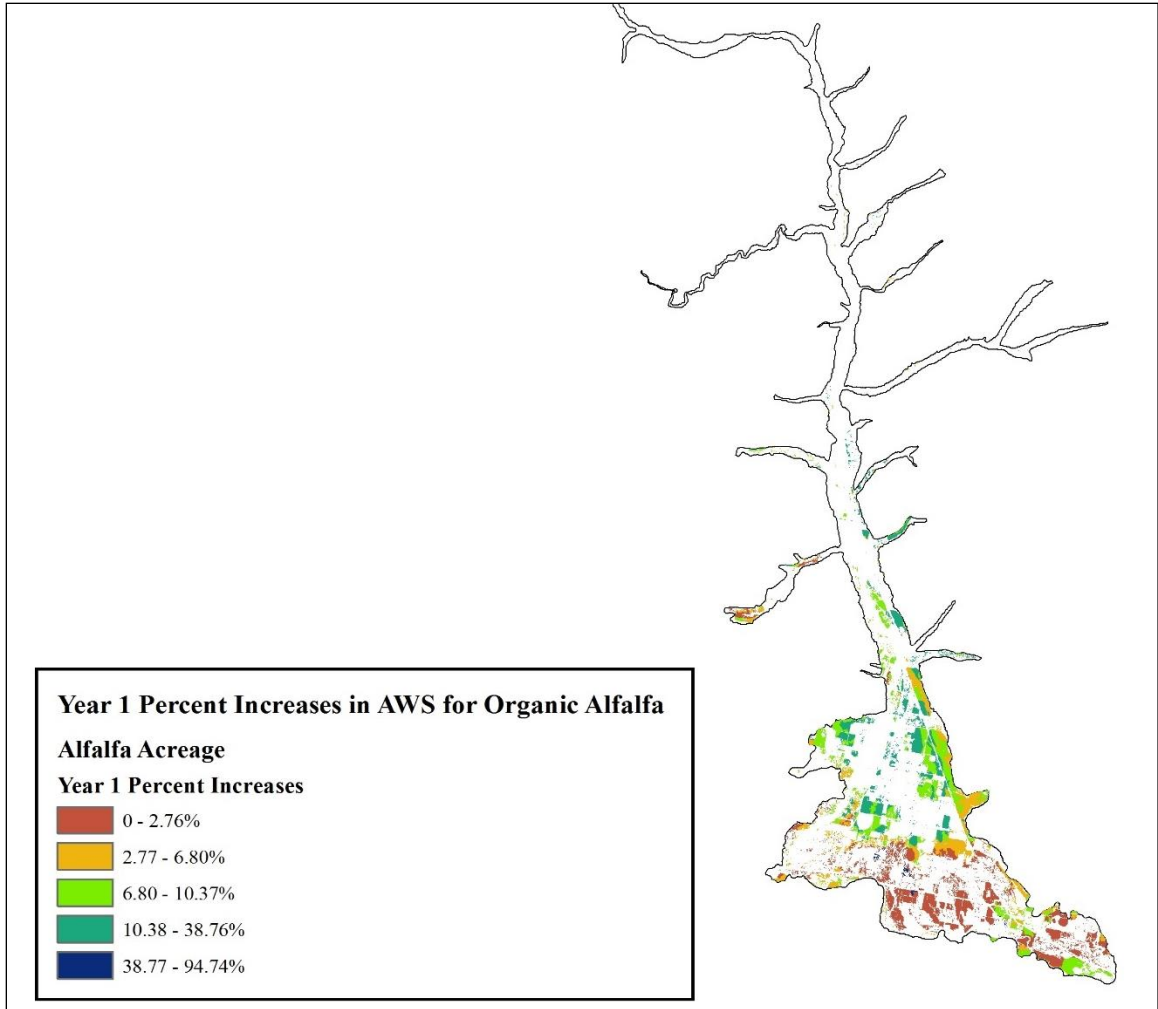 Year 1 Percent Increases in AWS for Organic Alfalfa
Alfalfa Acreage
Year 1 Percent Increases
0 - 2.76%
2.77 - 6.80%
6.80 - 10.37%
10.38 - 38.76%
38.77 - 94.74%